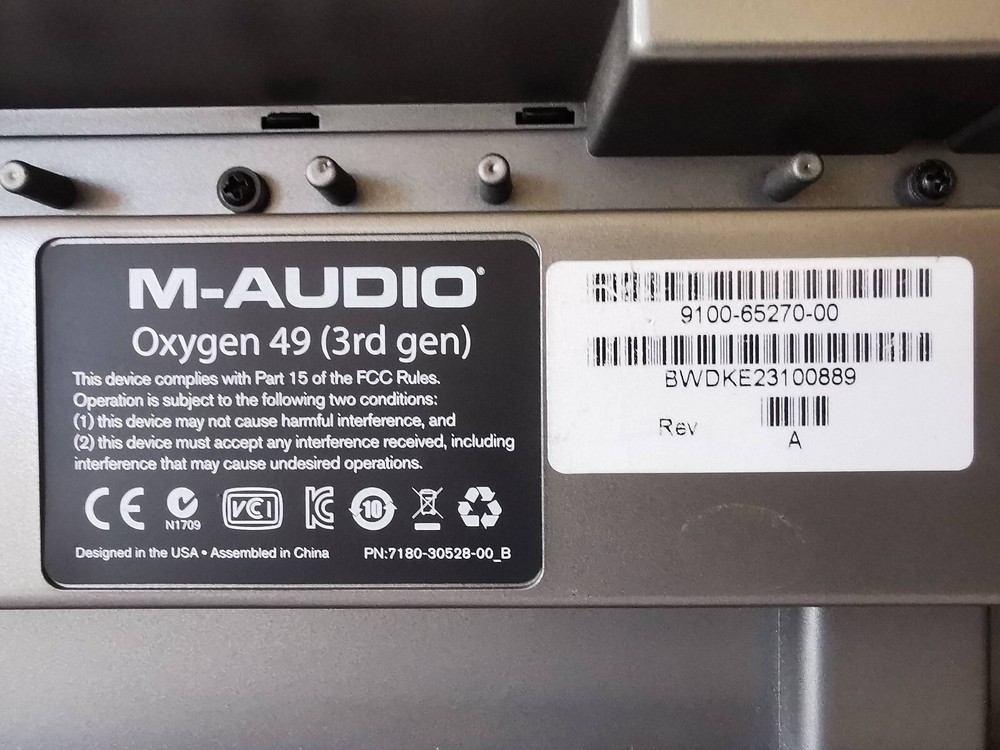 M-AUDIO
Oxygen 49 (3rd gen)
This device complies with Part 15 of the FCC Rules.
Operation is subject to the following two conditions:
(1) this device may not cause harmful interference, and
(2) this device must accept any interference received, including
interference that may cause undesired operations.
CE N1709 VCI 10
Designed in the USA • Assembled in China PN:7180-30528-00_B
9100-65270-00
BWDKE23100889
Rev A